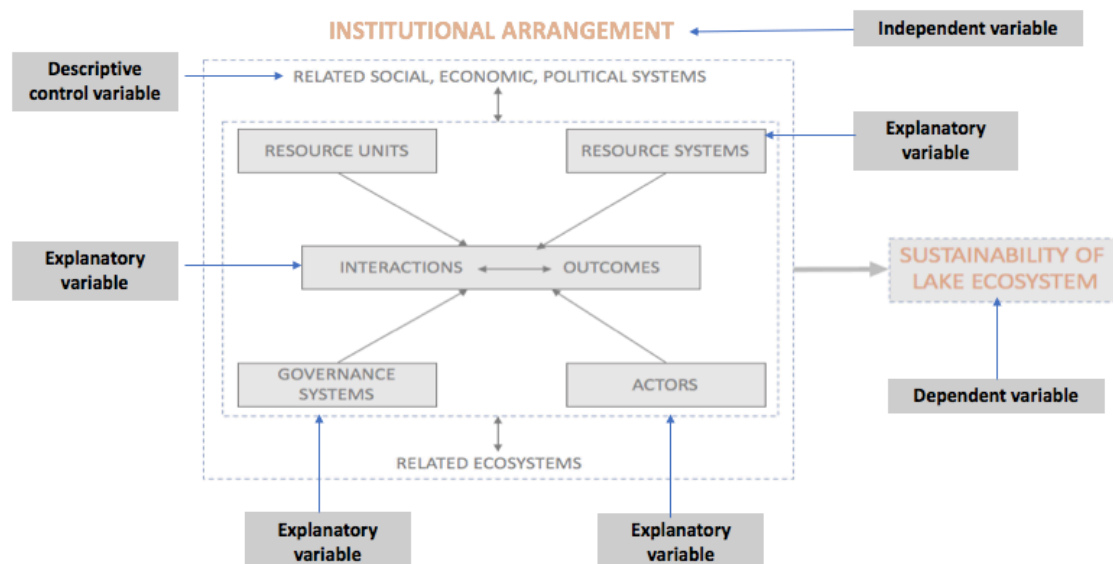 INSTITUTIONAL ARRANGEMENT
Independent variable
Descriptive
control variable
RELATED SOCIAL, ECONOMIC, POLITICAL SYSTEMS
RESOURCE UNITS
RESOURCE SYSTEMS
Explanatory
variable
Explanatory
variable
INTERACTIONS
OUTCOMES
SUSTAINABILITY OF
LAKE ECOSYSTEM
GOVERNANCE
SYSTEMS
ACTORS
Dependent variable
RELATED ECOSYSTEMS
Explanatory
variable
Explanatory
variable